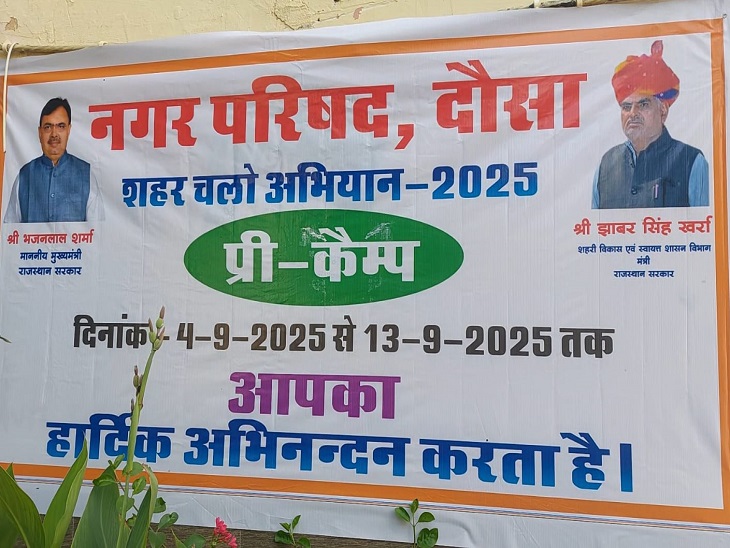 नगर परिषद, दौसा
शहर चलो अभियान-2025
प्री-कैम्प
श्री भजनलाल शर्मा
माननीय मुख्यमंत्री
राजस्थान सरकार
श्री झाबर सिंह खर्रा
शहरी विकास एवं स्वायत्त शासन विभाग
मंत्री
राजस्थान सरकार
दिनांक - 4-9-2025 से 13-9-2025 तक
आपका
हार्दिक अभिनन्दन करता है।